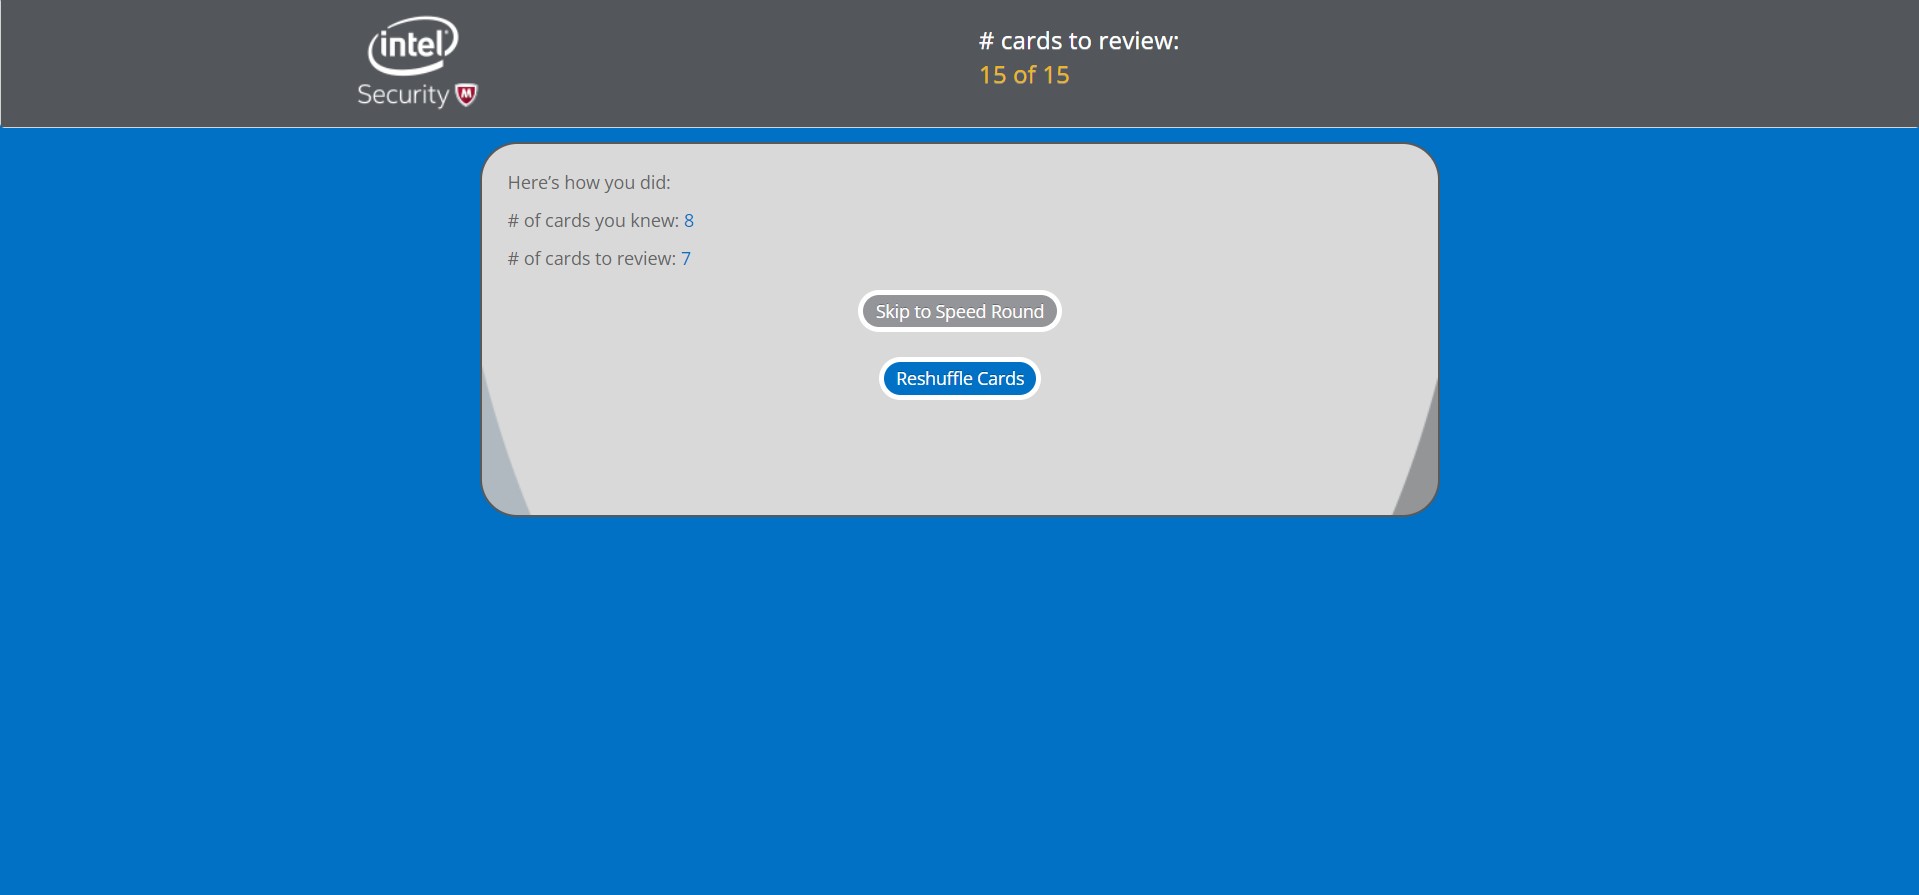 intel
Security M
# cards to review:
15 of 15
Here’s how you did:
# of cards you knew: 8
# of cards to review: 7
Skip to Speed Round
Reshuffle Cards